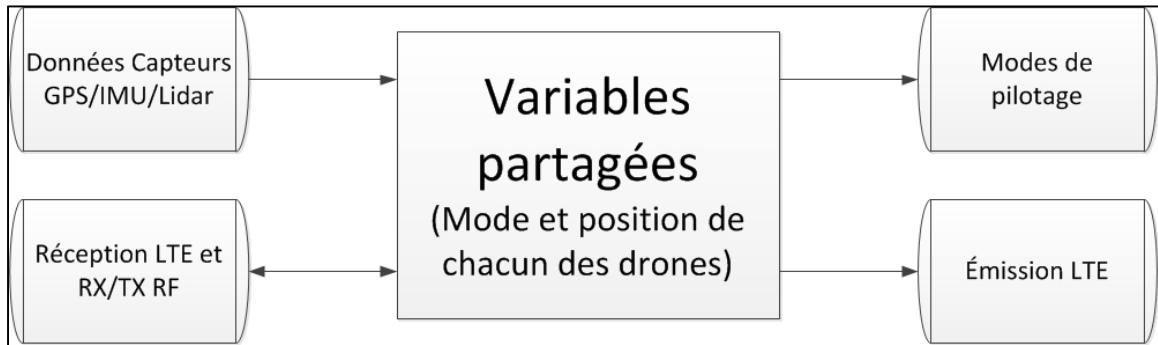 Données Capteurs
GPS/IMU/Lidar
Variables
partagées
(Mode et position de
chacun des drones)
Modes de
pilotage
Réception LTE et
RX/TX RF
Émission LTE